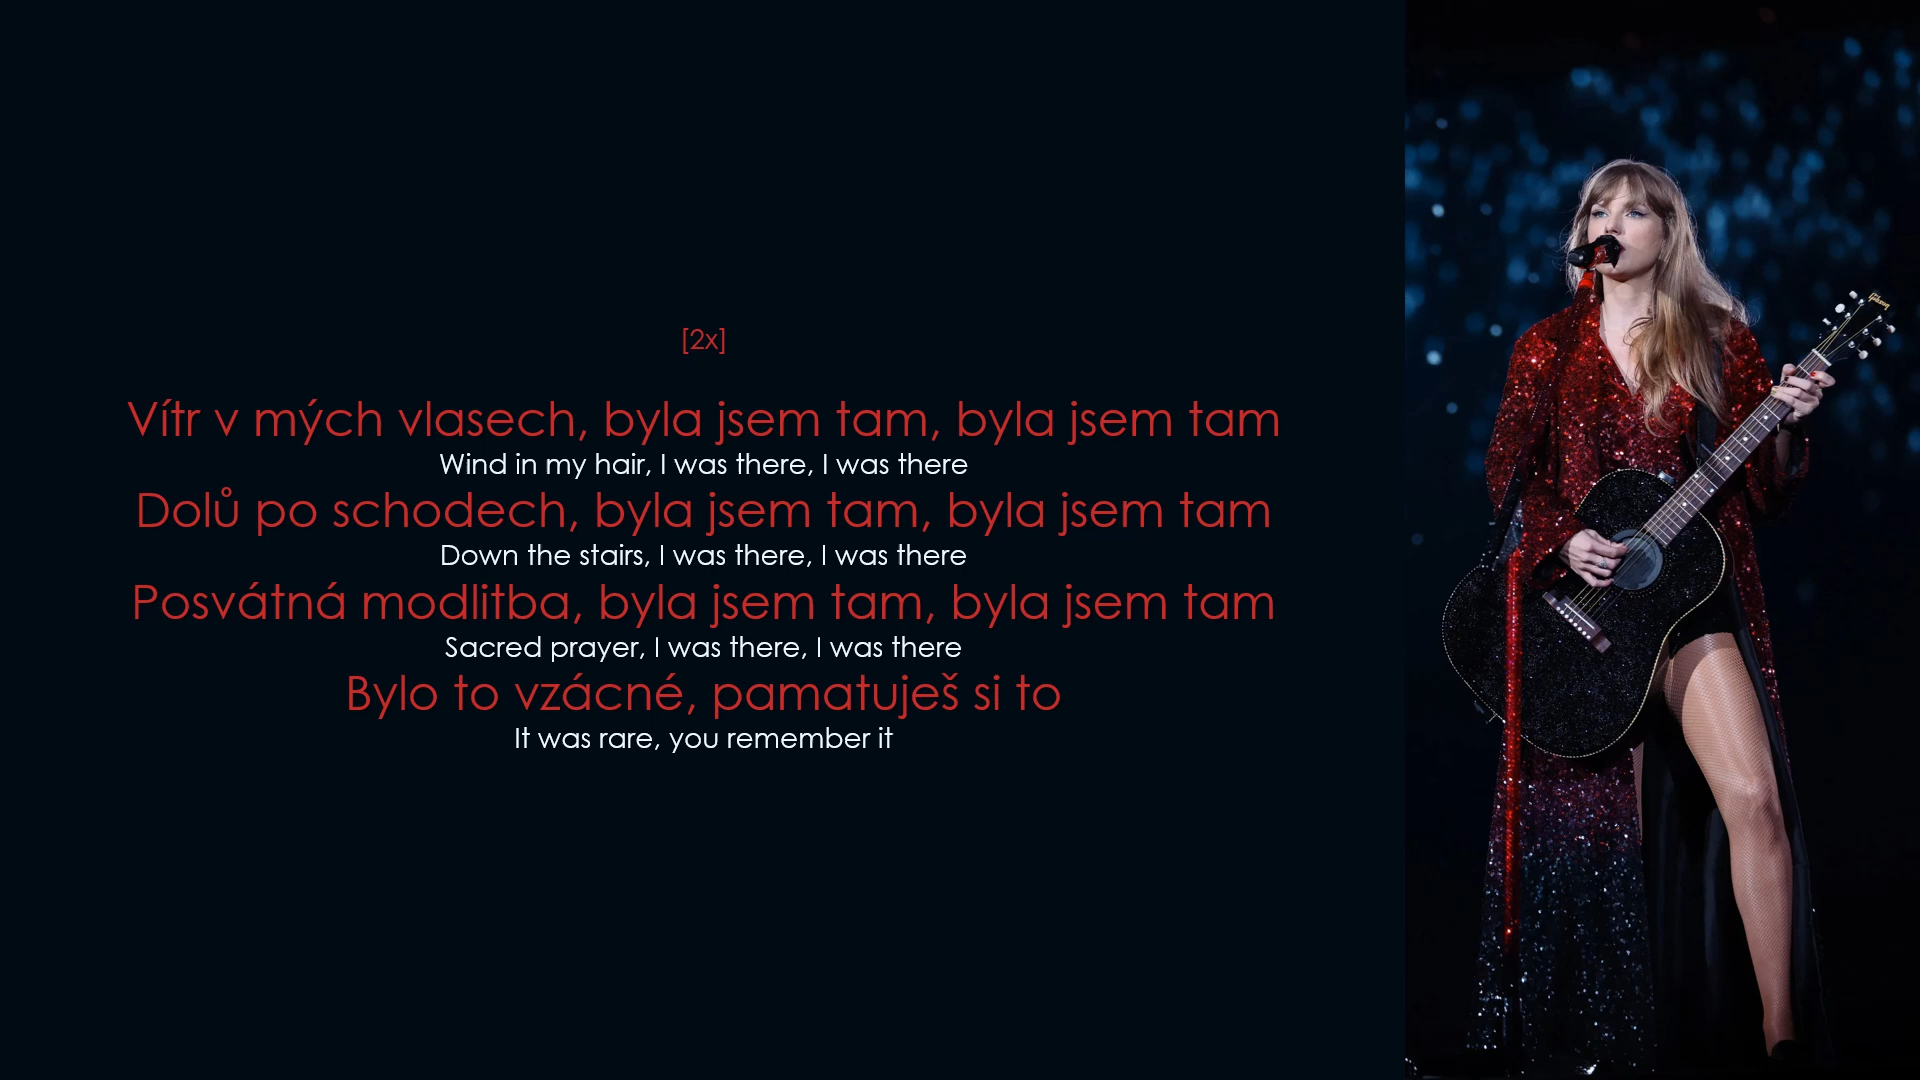 [2x]
Vítr v mých vlasech, byla jsem tam, byla jsem tam
Wind in my hair, I was there, I was there
Dolů po schodech, byla jsem tam, byla jsem tam
Down the stairs, I was there, I was there
Posvátná modlitba, byla jsem tam, byla jsem tam
Sacred prayer, I was there, I was there
Bylo to vzácné, pamatuješ si to
It was rare, you remember it
Gibson